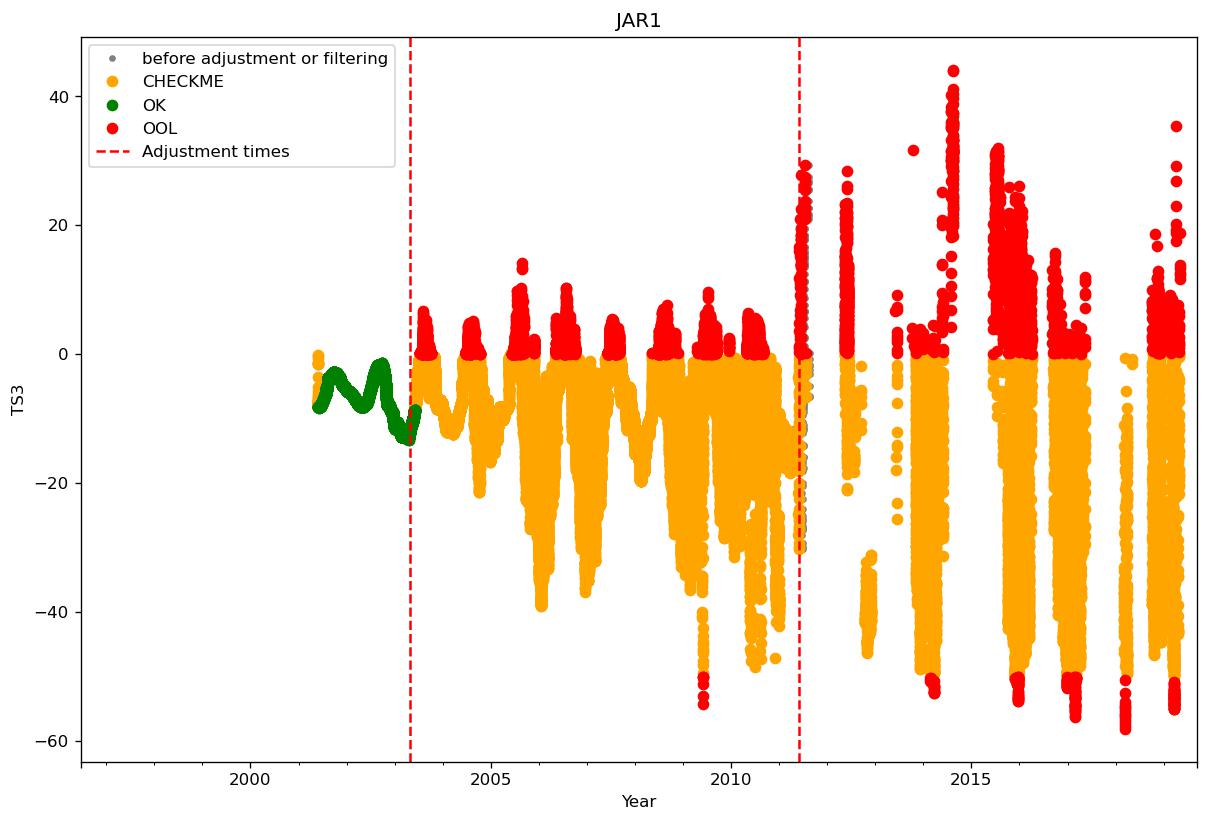 JAR1
before adjustment or filtering
CHECKME
OK
OOL
Adjustment times
TS3
40
20
0
−20
−40
−60
2000 2005 2010 2015
Year